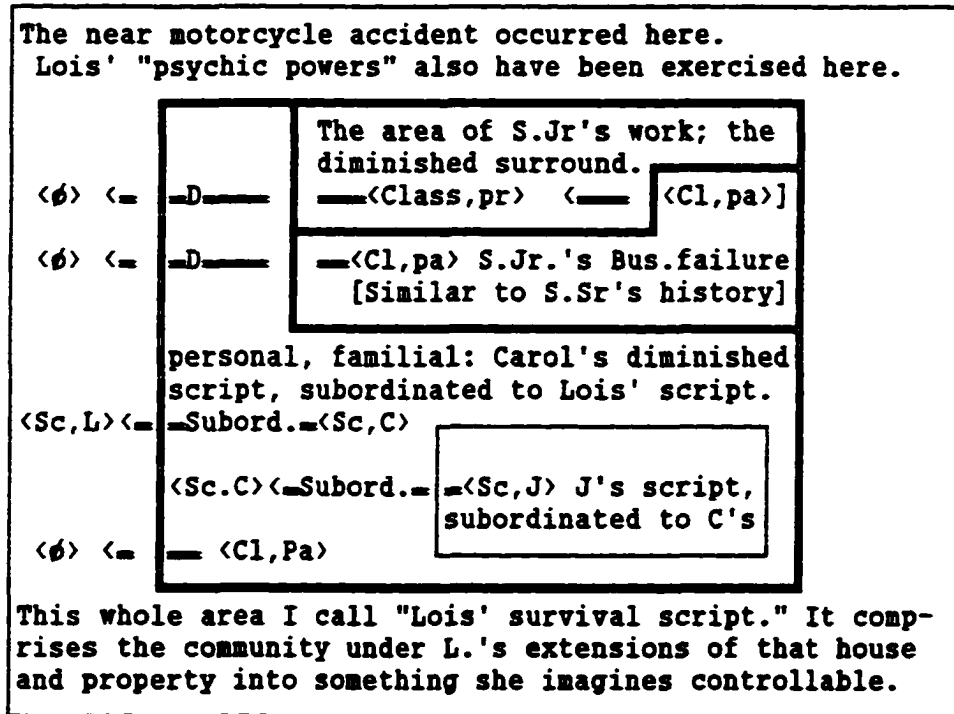 The near motorcycle accident occurred here.
Lois' "psychic powers" also have been exercised here.
The area of S.Jr's work; the
diminished surround.
<ø> <= =D==== ===<Class,pr> <=== <Cl,pa>]
<ø> <= =D==== ==<Cl,pa> S.Jr.'s Bus.failure
[Similar to S.Sr's history]
personal, familial: Carol's diminished
script, subordinated to Lois' script.
<Sc,L><= =Subord.=<Sc,C>
<Sc.C><=Subord.= =<Sc,J> J's script,
subordinated to C's
<ø> <= == <Cl,Pa>
This whole area I call "Lois' survival script." It comp-
rises the community under L.'s extensions of that house
and property into something she imagines controllable.